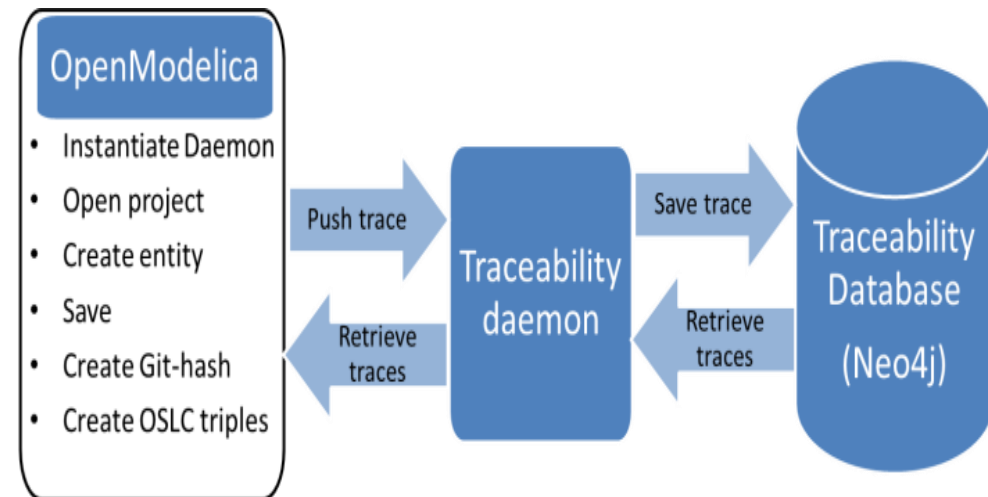 OpenModelica
• Instantiate Daemon
• Open project
• Create entity
• Save
• Create Git-hash
• Create OSLC triples
Push trace
Retrieve
traces
Traceability
daemon
Save trace
Retrieve
traces
Traceability
Database
(Neo4j)